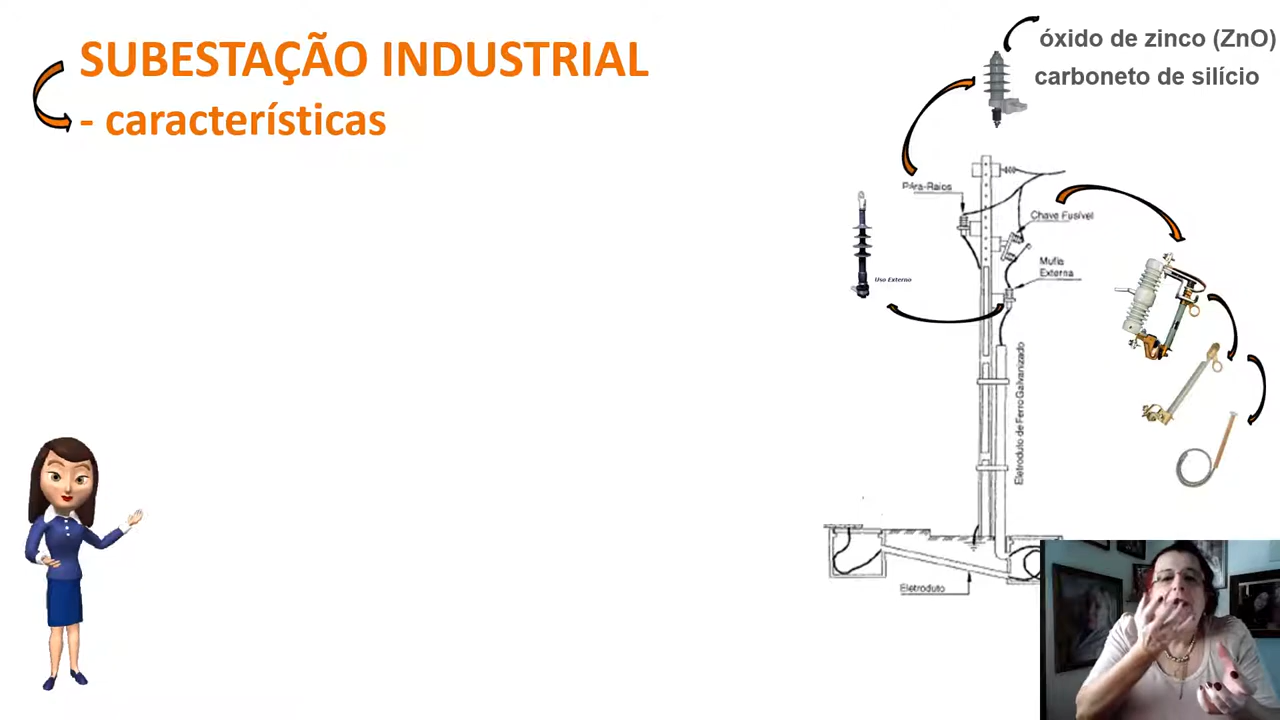 SUBESTAÇÃO INDUSTRIAL
- características
óxido de zinco (ZnO)
carboneto de silício
Pára-Raios
Chave Fusível
Mufla
Externa
Uso Externo
Eletroduto de Ferro Galvanizado
Eletroduto